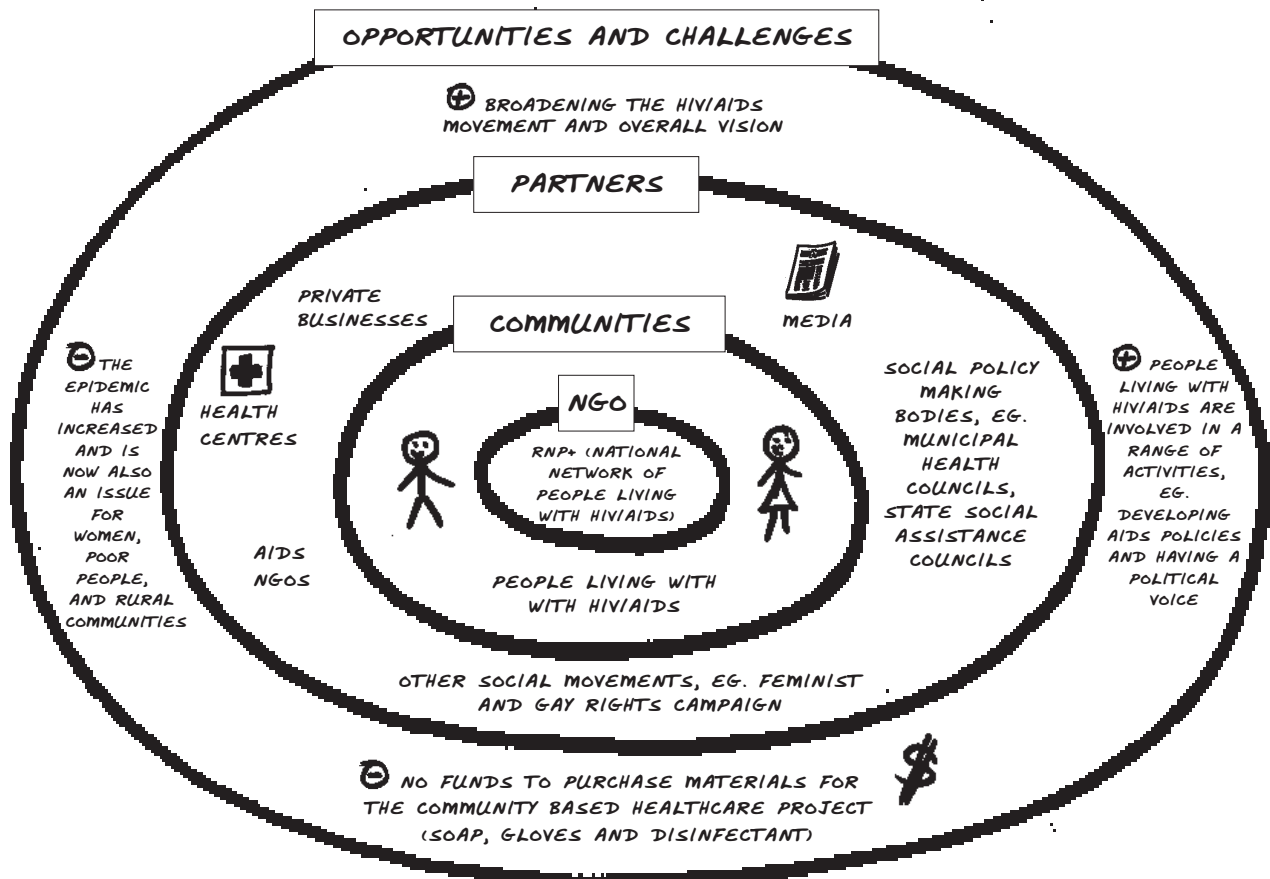 OPPORTUNITIES AND CHALLENGES
⊕ BROADENING THE HIV/AIDS
MOVEMENT AND OVERALL VISION
PARTNERS
PRIVATE
BUSINESSES
MEDIA
COMMUNITIES
HEALTH
CENTRES
NGO
RNP+ (NATIONAL
NETWORK OF
PEOPLE LIVING
WITH HIV/AIDS)
⊖ THE
EPIDEMIC
HAS
INCREASED
AND IS
NOW ALSO
AN ISSUE
FOR
WOMEN,
POOR
PEOPLE,
AND RURAL
COMMUNITIES
SOCIAL POLICY
MAKING
BODIES, EG.
MUNICIPAL
HEALTH
COUNCILS,
STATE SOCIAL
ASSISTANCE
COUNCILS
⊕ PEOPLE
LIVING WITH
HIV/AIDS ARE
INVOLVED IN A
RANGE OF
ACTIVITIES,
EG.
DEVELOPING
AIDS POLICIES
AND HAVING A
POLITICAL
VOICE
AIDS
NGOS
PEOPLE LIVING WITH
WITH HIV/AIDS
OTHER SOCIAL MOVEMENTS, EG. FEMINIST
AND GAY RIGHTS CAMPAIGN
⊖ NO FUNDS TO PURCHASE MATERIALS FOR
THE COMMUNITY BASED HEALTHCARE PROJECT
(SOAP, GLOVES AND DISINFECTANT)
$